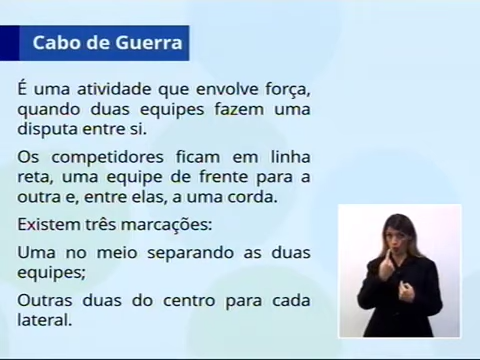 Cabo de Guerra
É uma atividade que envolve força,
quando duas equipes fazem uma
disputa entre si.
Os competidores ficam em linha
reta, uma equipe de frente para a
outra e, entre elas, a uma corda.
Existem três marcações:
Uma no meio separando as duas
equipes;
Outras duas do centro para cada
lateral.